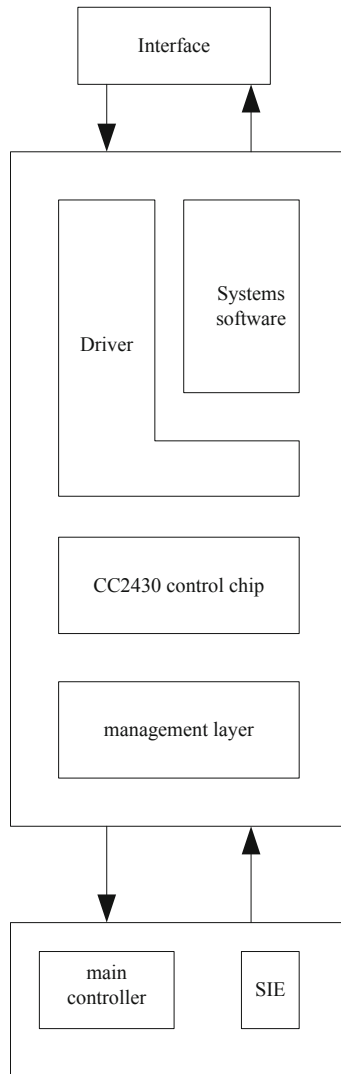 Interface
Systems
software
Driver
CC2430 control chip
management layer
main
controller
SIE